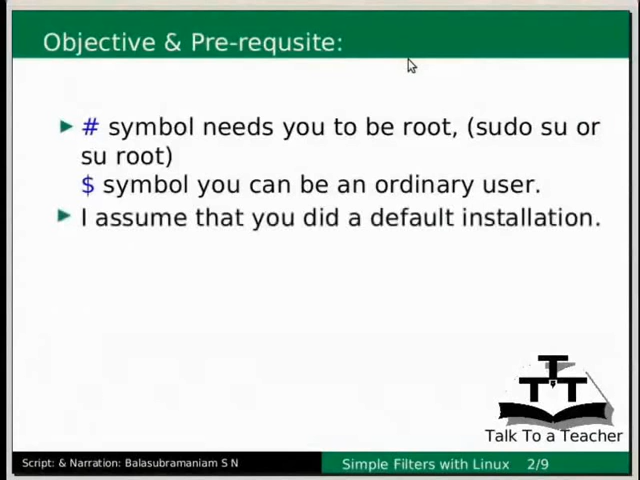 Objective & Pre-requsite:
# symbol needs you to be root, (sudo su or
su root)
$ symbol you can be an ordinary user.
I assume that you did a default installation.
T
T T
Talk To a Teacher
Script: & Narration: Balasubramaniam S N
Simple Filters with Linux 2/9